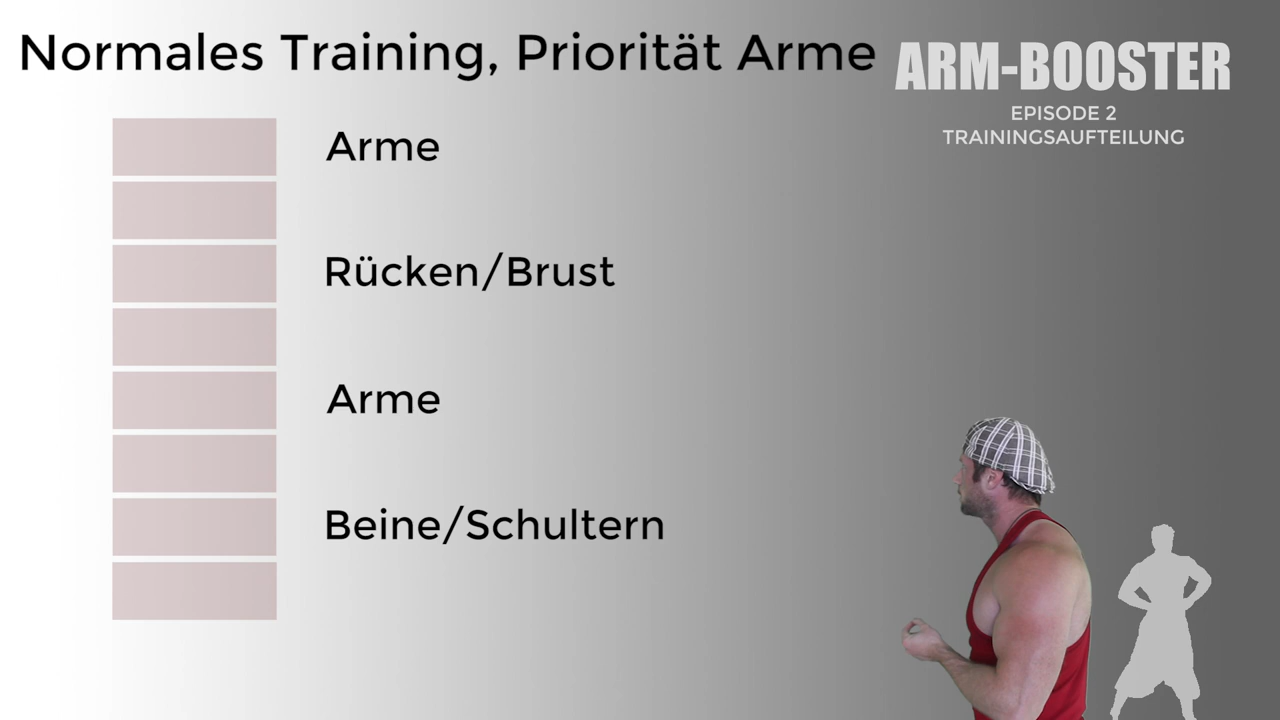 Normales Training, Priorität Arme
ARM-BOOSTER
EPISODE 2
TRAININGSAUFTEILUNG
Arme
Rücken/Brust
Arme
Beine/Schultern